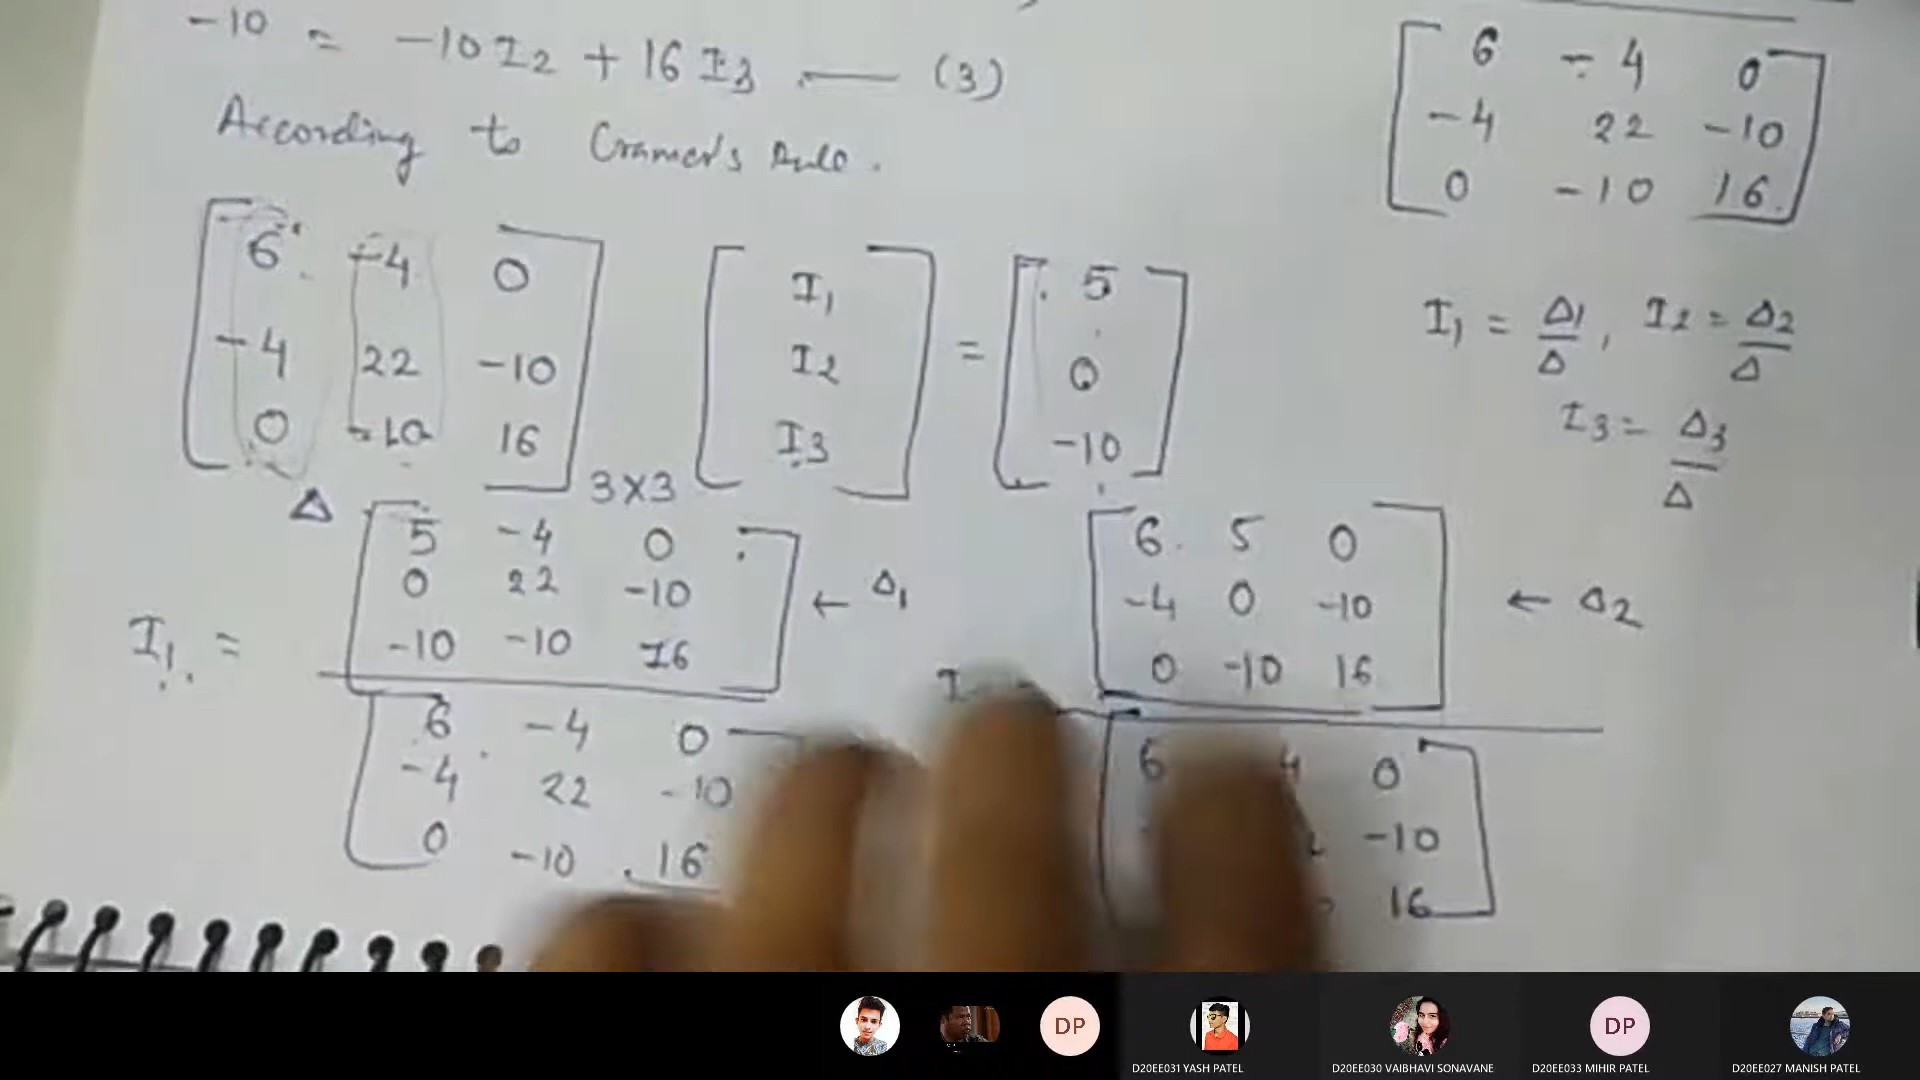 -10 = -10 I2 + 16 I3 —— (3)
According to Cramer's Rule.
6 -4 0
-4 22 -10
0 -10 16
6 -4 0
-4 22 -10
0 -10 16
3×3
Δ
I1
I2
I3
=
5
0
-10
I1 = Δ1/Δ, I2 = Δ2/Δ
I3 = Δ3/Δ
I1 =
5 -4 0
0 22 -10
-10 -10 16
← Δ1
6 -4 0
-4 22 -10
0 -10 16
6 5 0
-4 0 -10
0 -10 16
← Δ2
6 4 0
-10
16
DP
DP
D20EE031 YASH PATEL
D20EE030 VAIBHAVI SONAVANE
D20EE033 MIHIR PATEL
D20EE027 MANISH PATEL